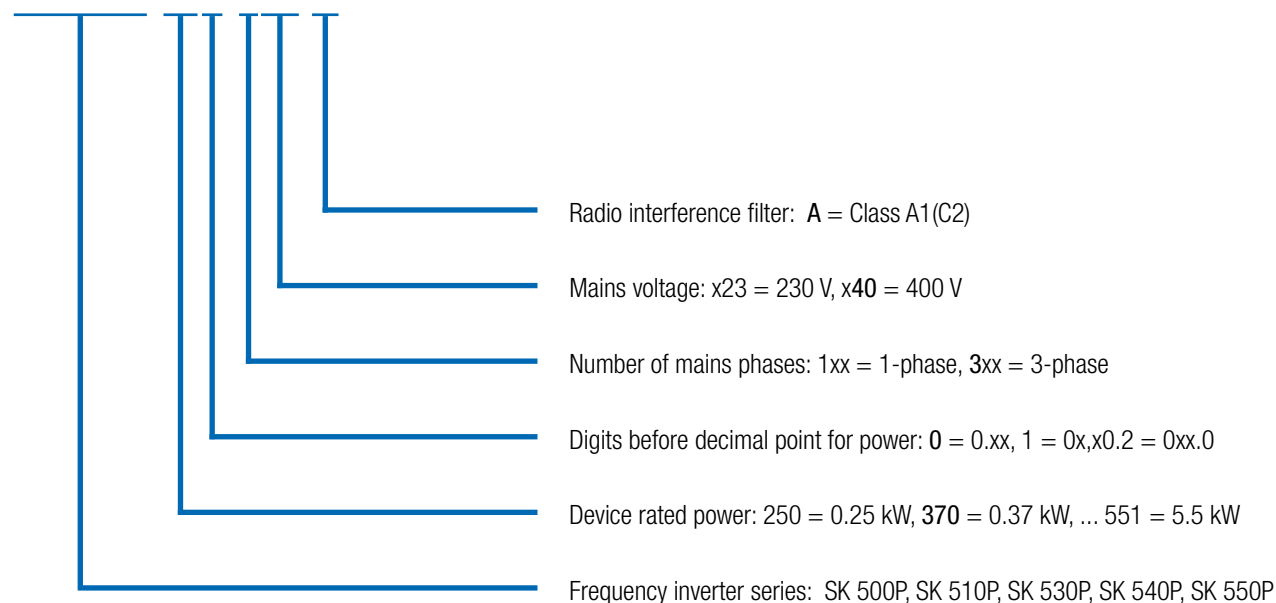 Radio interference filter: A = Class A1(C2)
Mains voltage: x23 = 230 V, x40 = 400 V
Number of mains phases: 1xx = 1-phase, 3xx = 3-phase
Digits before decimal point for power: 0 = 0.xx, 1 = 0x,x0.2 = 0xx.0
Device rated power: 250 = 0.25 kW, 370 = 0.37 kW, ... 551 = 5.5 kW
Frequency inverter series: SK 500P, SK 510P, SK 530P, SK 540P, SK 550P